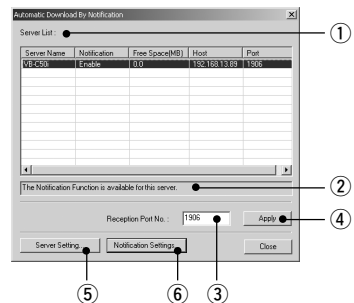 Automatic Download By Notification
Server List :
①
Server Name Notification Free Space(MB) Host Port
VB-C50i Enable 0.0 192.168.13.89 1906
The Notification Function is available for this server.
②
Reception Port No. : 1906 Apply
④
Server Setting... Notification Settings... Close
⑤ ⑥ ③